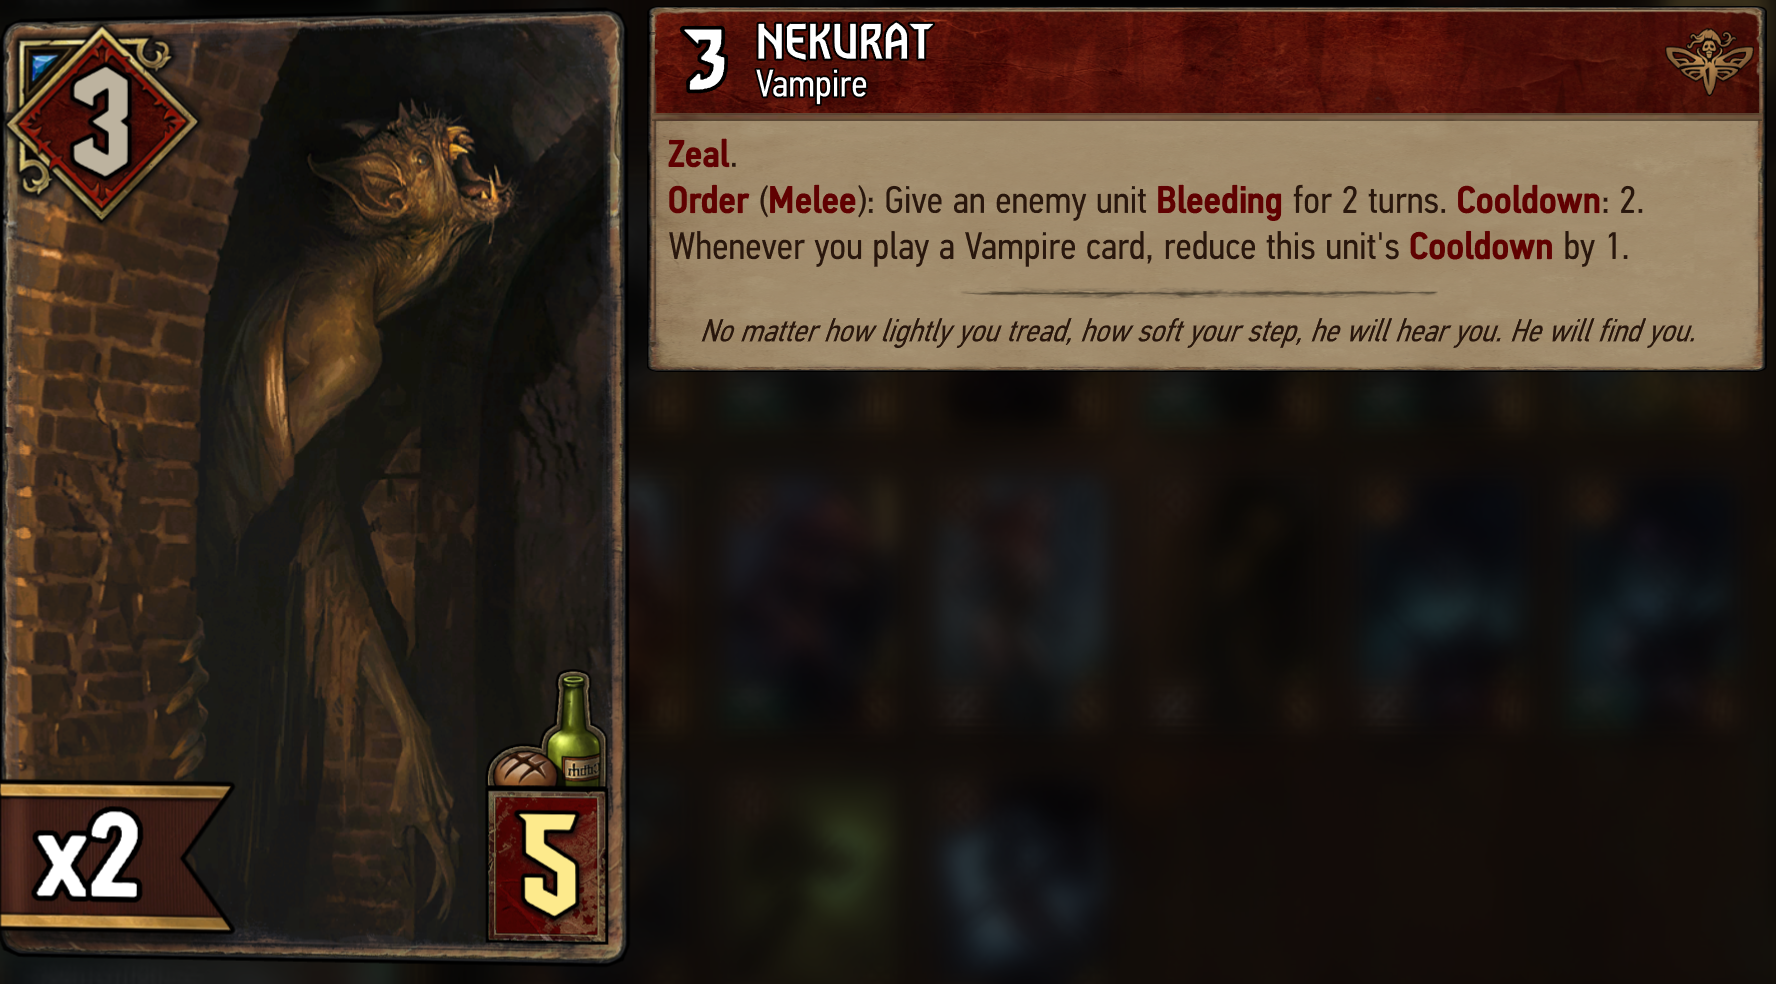 3
3 NEKURAT
Vampire
Zeal.
Order (Melee): Give an enemy unit Bleeding for 2 turns. Cooldown: 2.
Whenever you play a Vampire card, reduce this unit's Cooldown by 1.
No matter how lightly you tread, how soft your step, he will hear you. He will find you.
x2
5